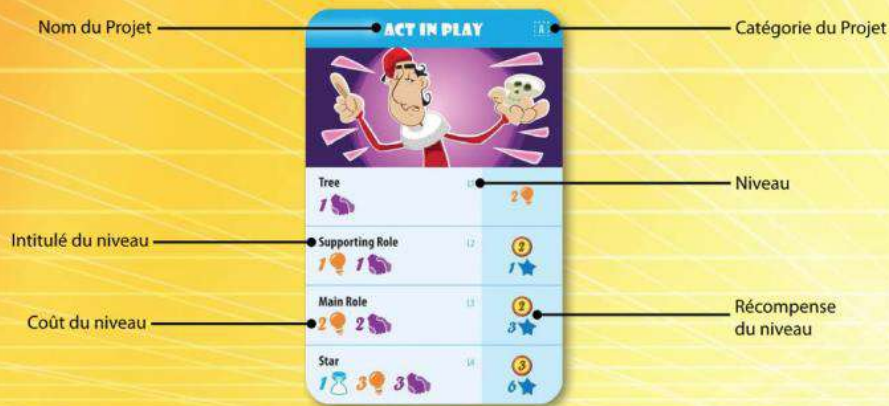 Nom du Projet
ACT IN PLAY
A
Catégorie du Projet
Tree
L1
Niveau
1
2
Intitulé du niveau
Supporting Role
L2
2
1 1
1
Main Role
L3
2
Récompense
du niveau
Coût du niveau
2 2
3
Star
L4
3
1 3 3
6